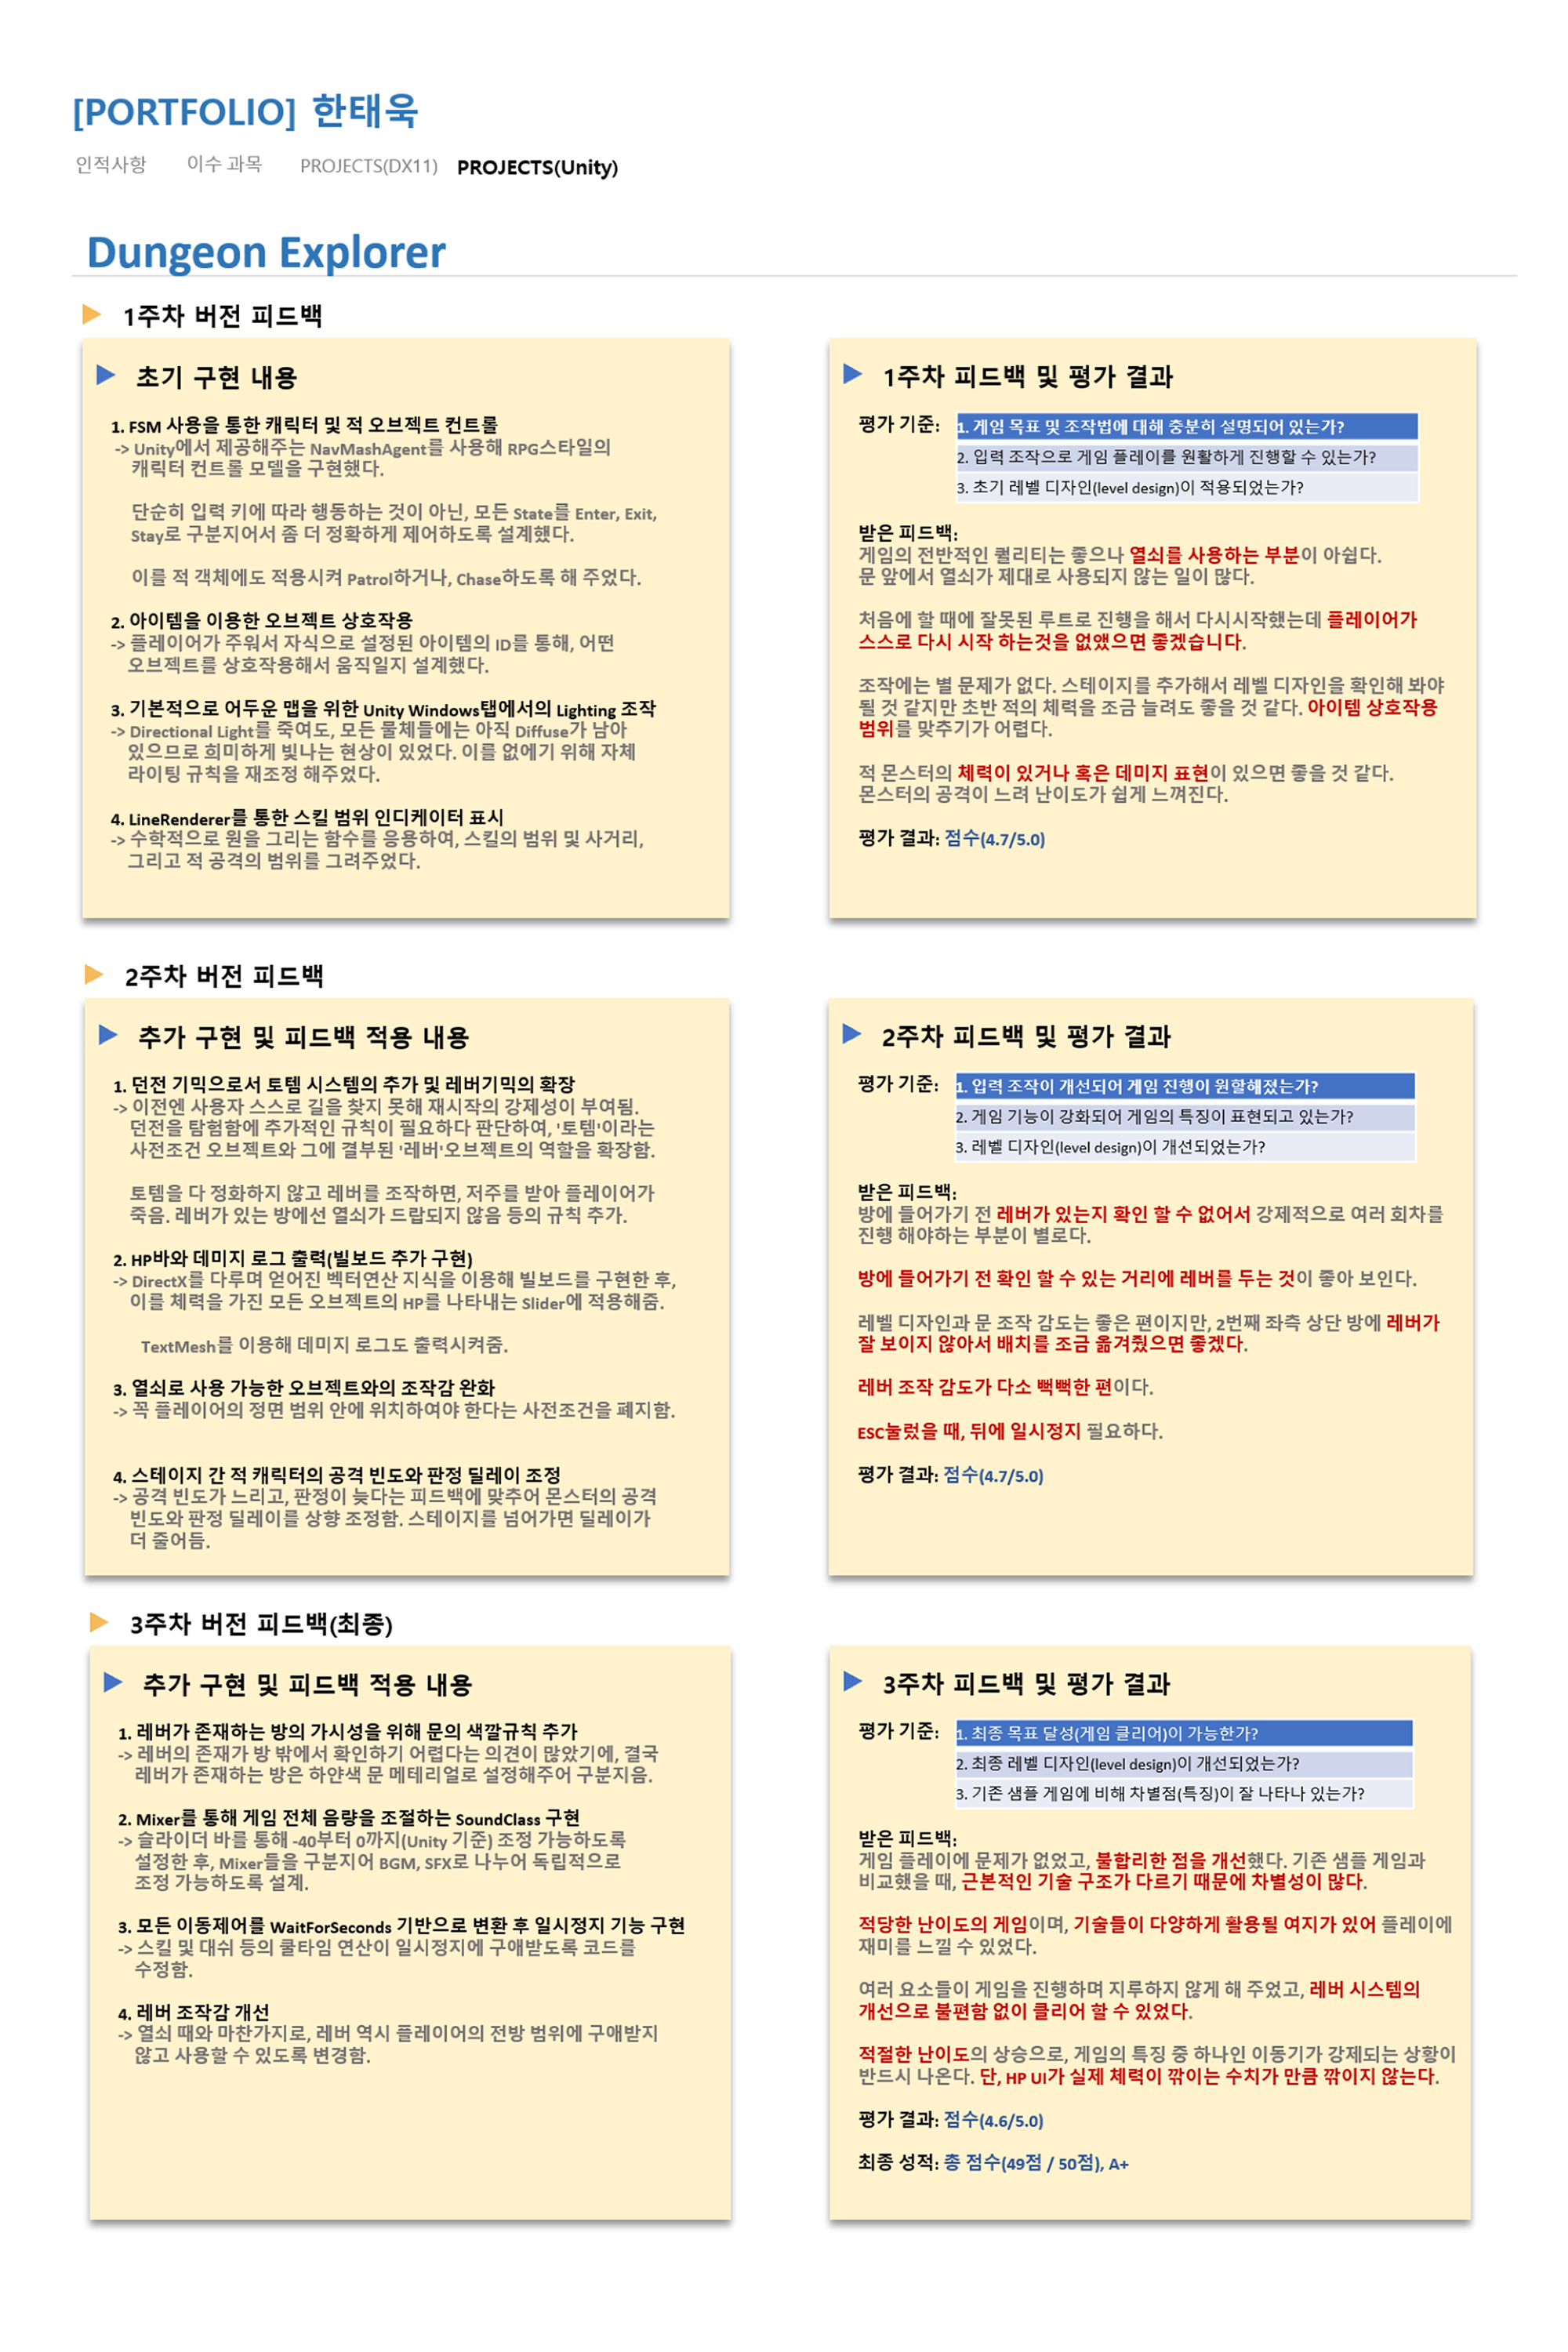 [PORTFOLIO] 한태욱
인적사항 이수 과목 PROJECTS(DX11) PROJECTS(Unity)
Dungeon Explorer
1주차 버전 피드백
초기 구현 내용
1. FSM 사용을 통한 캐릭터 및 적 오브젝트 컨트롤
-> Unity에서 제공해주는 NavMashAgent를 사용해 RPG스타일의
캐릭터 컨트롤 모델을 구현했다.
단순히 입력 키에 따라 행동하는 것이 아닌, 모든 State를 Enter, Exit,
Stay로 구분지어서 좀 더 정확하게 제어하도록 설계했다.
이를 적 객체에도 적용시켜 Patrol하거나, Chase하도록 해 주었다.
2. 아이템을 이용한 오브젝트 상호작용
-> 플레이어가 주워서 자식으로 설정된 아이템의 ID를 통해, 어떤
오브젝트를 상호작용해서 움직일지 설계했다.
3. 기본적으로 어두운 맵을 위한 Unity Windows탭에서의 Lighting 조작
-> Directional Light를 죽여도, 모든 물체들에는 아직 Diffuse가 남아
있으므로 희미하게 빛나는 현상이 있었다. 이를 없에기 위해 자체
라이팅 규칙을 재조정 해주었다.
4. LineRenderer를 통한 스킬 범위 인디케이터 표시
-> 수학적으로 원을 그리는 함수를 응용하여, 스킬의 범위 및 사거리,
그리고 적 공격의 범위를 그려주었다.
1주차 피드백 및 평가 결과
평가 기준: 1. 게임 목표 및 조작법에 대해 충분히 설명되어 있는가?
2. 입력 조작으로 게임 플레이를 원활하게 진행할 수 있는가?
3. 초기 레벨 디자인(level design)이 적용되었는가?
받은 피드백:
게임의 전반적인 퀄리티는 좋으나 열쇠를 사용하는 부분이 아쉽다.
문 앞에서 열쇠가 제대로 사용되지 않는 일이 많다.
처음에 할 때에 잘못된 루트로 진행을 해서 다시시작했는데 플레이어가
스스로 다시 시작 하는것을 없앴으면 좋겠습니다.
조작에는 별 문제가 없다. 스테이지를 추가해서 레벨 디자인을 확인해 봐야
될 것 같지만 초반 적의 체력을 조금 늘려도 좋을 것 같다. 아이템 상호작용
범위를 맞추기가 어렵다.
적 몬스터의 체력이 있거나 혹은 데미지 표현이 있으면 좋을 것 같다.
몬스터의 공격이 느려 난이도가 쉽게 느껴진다.
평가 결과: 점수(4.7/5.0)
2주차 버전 피드백
추가 구현 및 피드백 적용 내용
1. 던전 기믹으로서 토템 시스템의 추가 및 레버기믹의 확장
-> 이전엔 사용자 스스로 길을 찾지 못해 재시작의 강제성이 부여됨.
던전을 탐험함에 추가적인 규칙이 필요하다 판단하여, '토템'이라는
사전조건 오브젝트와 그에 결부된 '레버'오브젝트의 역할을 확장함.
토템을 다 정화하지 않고 레버를 조작하면, 저주를 받아 플레이어가
죽음. 레버가 있는 방에선 열쇠가 드랍되지 않음 등의 규칙 추가.
2. HP바와 데미지 로그 출력(빌보드 추가 구현)
-> DirectX를 다루며 얻어진 벡터연산 지식을 이용해 빌보드를 구현한 후,
이를 체력을 가진 모든 오브젝트의 HP를 나타내는 Slider에 적용해줌.
TextMesh를 이용해 데미지 로그도 출력시켜줌.
3. 열쇠로 사용 가능한 오브젝트와의 조작감 완화
-> 꼭 플레이어의 정면 범위 안에 위치하여야 한다는 사전조건을 폐지함.
4. 스테이지 간 적 캐릭터의 공격 빈도와 판정 딜레이 조정
-> 공격 빈도가 느리고, 판정이 늦다는 피드백에 맞추어 몬스터의 공격
빈도와 판정 딜레이를 상향 조정함. 스테이지를 넘어가면 딜레이가
더 줄어듬.
2주차 피드백 및 평가 결과
평가 기준: 1. 입력 조작이 개선되어 게임 진행이 원할해졌는가?
2. 게임 기능이 강화되어 게임의 특징이 표현되고 있는가?
3. 레벨 디자인(level design)이 개선되었는가?
받은 피드백:
방에 들어가기 전 레버가 있는지 확인 할 수 없어서 강제적으로 여러 회차를
진행 해야하는 부분이 별로다.
방에 들어가기 전 확인 할 수 있는 거리에 레버를 두는 것이 좋아 보인다.
레벨 디자인과 문 조작 감도는 좋은 편이지만, 2번째 좌측 상단 방에 레버가
잘 보이지 않아서 배치를 조금 옮겨줬으면 좋겠다.
레버 조작 감도가 다소 뻑뻑한 편이다.
ESC눌렀을 때, 뒤에 일시정지 필요하다.
평가 결과: 점수(4.7/5.0)
3주차 버전 피드백(최종)
추가 구현 및 피드백 적용 내용
1. 레버가 존재하는 방의 가시성을 위해 문의 색깔규칙 추가
-> 레버의 존재가 방 밖에서 확인하기 어렵다는 의견이 많았기에, 결국
레버가 존재하는 방은 하얀색 문 메테리얼로 설정해주어 구분지음.
2. Mixer를 통해 게임 전체 음량을 조절하는 SoundClass 구현
-> 슬라이더 바를 통해 -40부터 0까지(Unity 기준) 조정 가능하도록
설정한 후, Mixer들을 구분지어 BGM, SFX로 나누어 독립적으로
조정 가능하도록 설계.
3. 모든 이동제어를 WaitForSeconds 기반으로 변환 후 일시정지 기능 구현
-> 스킬 및 대쉬 등의 쿨타임 연산이 일시정지에 구애받도록 코드를
수정함.
4. 레버 조작감 개선
-> 열쇠 때와 마찬가지로, 레버 역시 플레이어의 전방 범위에 구애받지
않고 사용할 수 있도록 변경함.
3주차 피드백 및 평가 결과
평가 기준: 1. 최종 목표 달성(게임 클리어)이 가능한가?
2. 최종 레벨 디자인(level design)이 개선되었는가?
3. 기존 샘플 게임에 비해 차별점(특징)이 잘 나타나 있는가?
받은 피드백:
게임 플레이에 문제가 없었고, 불합리한 점을 개선했다. 기존 샘플 게임과
비교했을 때, 근본적인 기술 구조가 다르기 때문에 차별성이 많다.
적당한 난이도의 게임이며, 기술들이 다양하게 활용될 여지가 있어 플레이에
재미를 느낄 수 있었다.
여러 요소들이 게임을 진행하며 지루하지 않게 해 주었고, 레버 시스템의
개선으로 불편함 없이 클리어 할 수 있었다.
적절한 난이도의 상승으로, 게임의 특징 중 하나인 이동기가 강제되는 상황이
반드시 나온다. 단, HP UI가 실제 체력이 깎이는 수치가 만큼 깎이지 않는다.
평가 결과: 점수(4.6/5.0)
최종 성적: 총 점수(49점 / 50점), A+